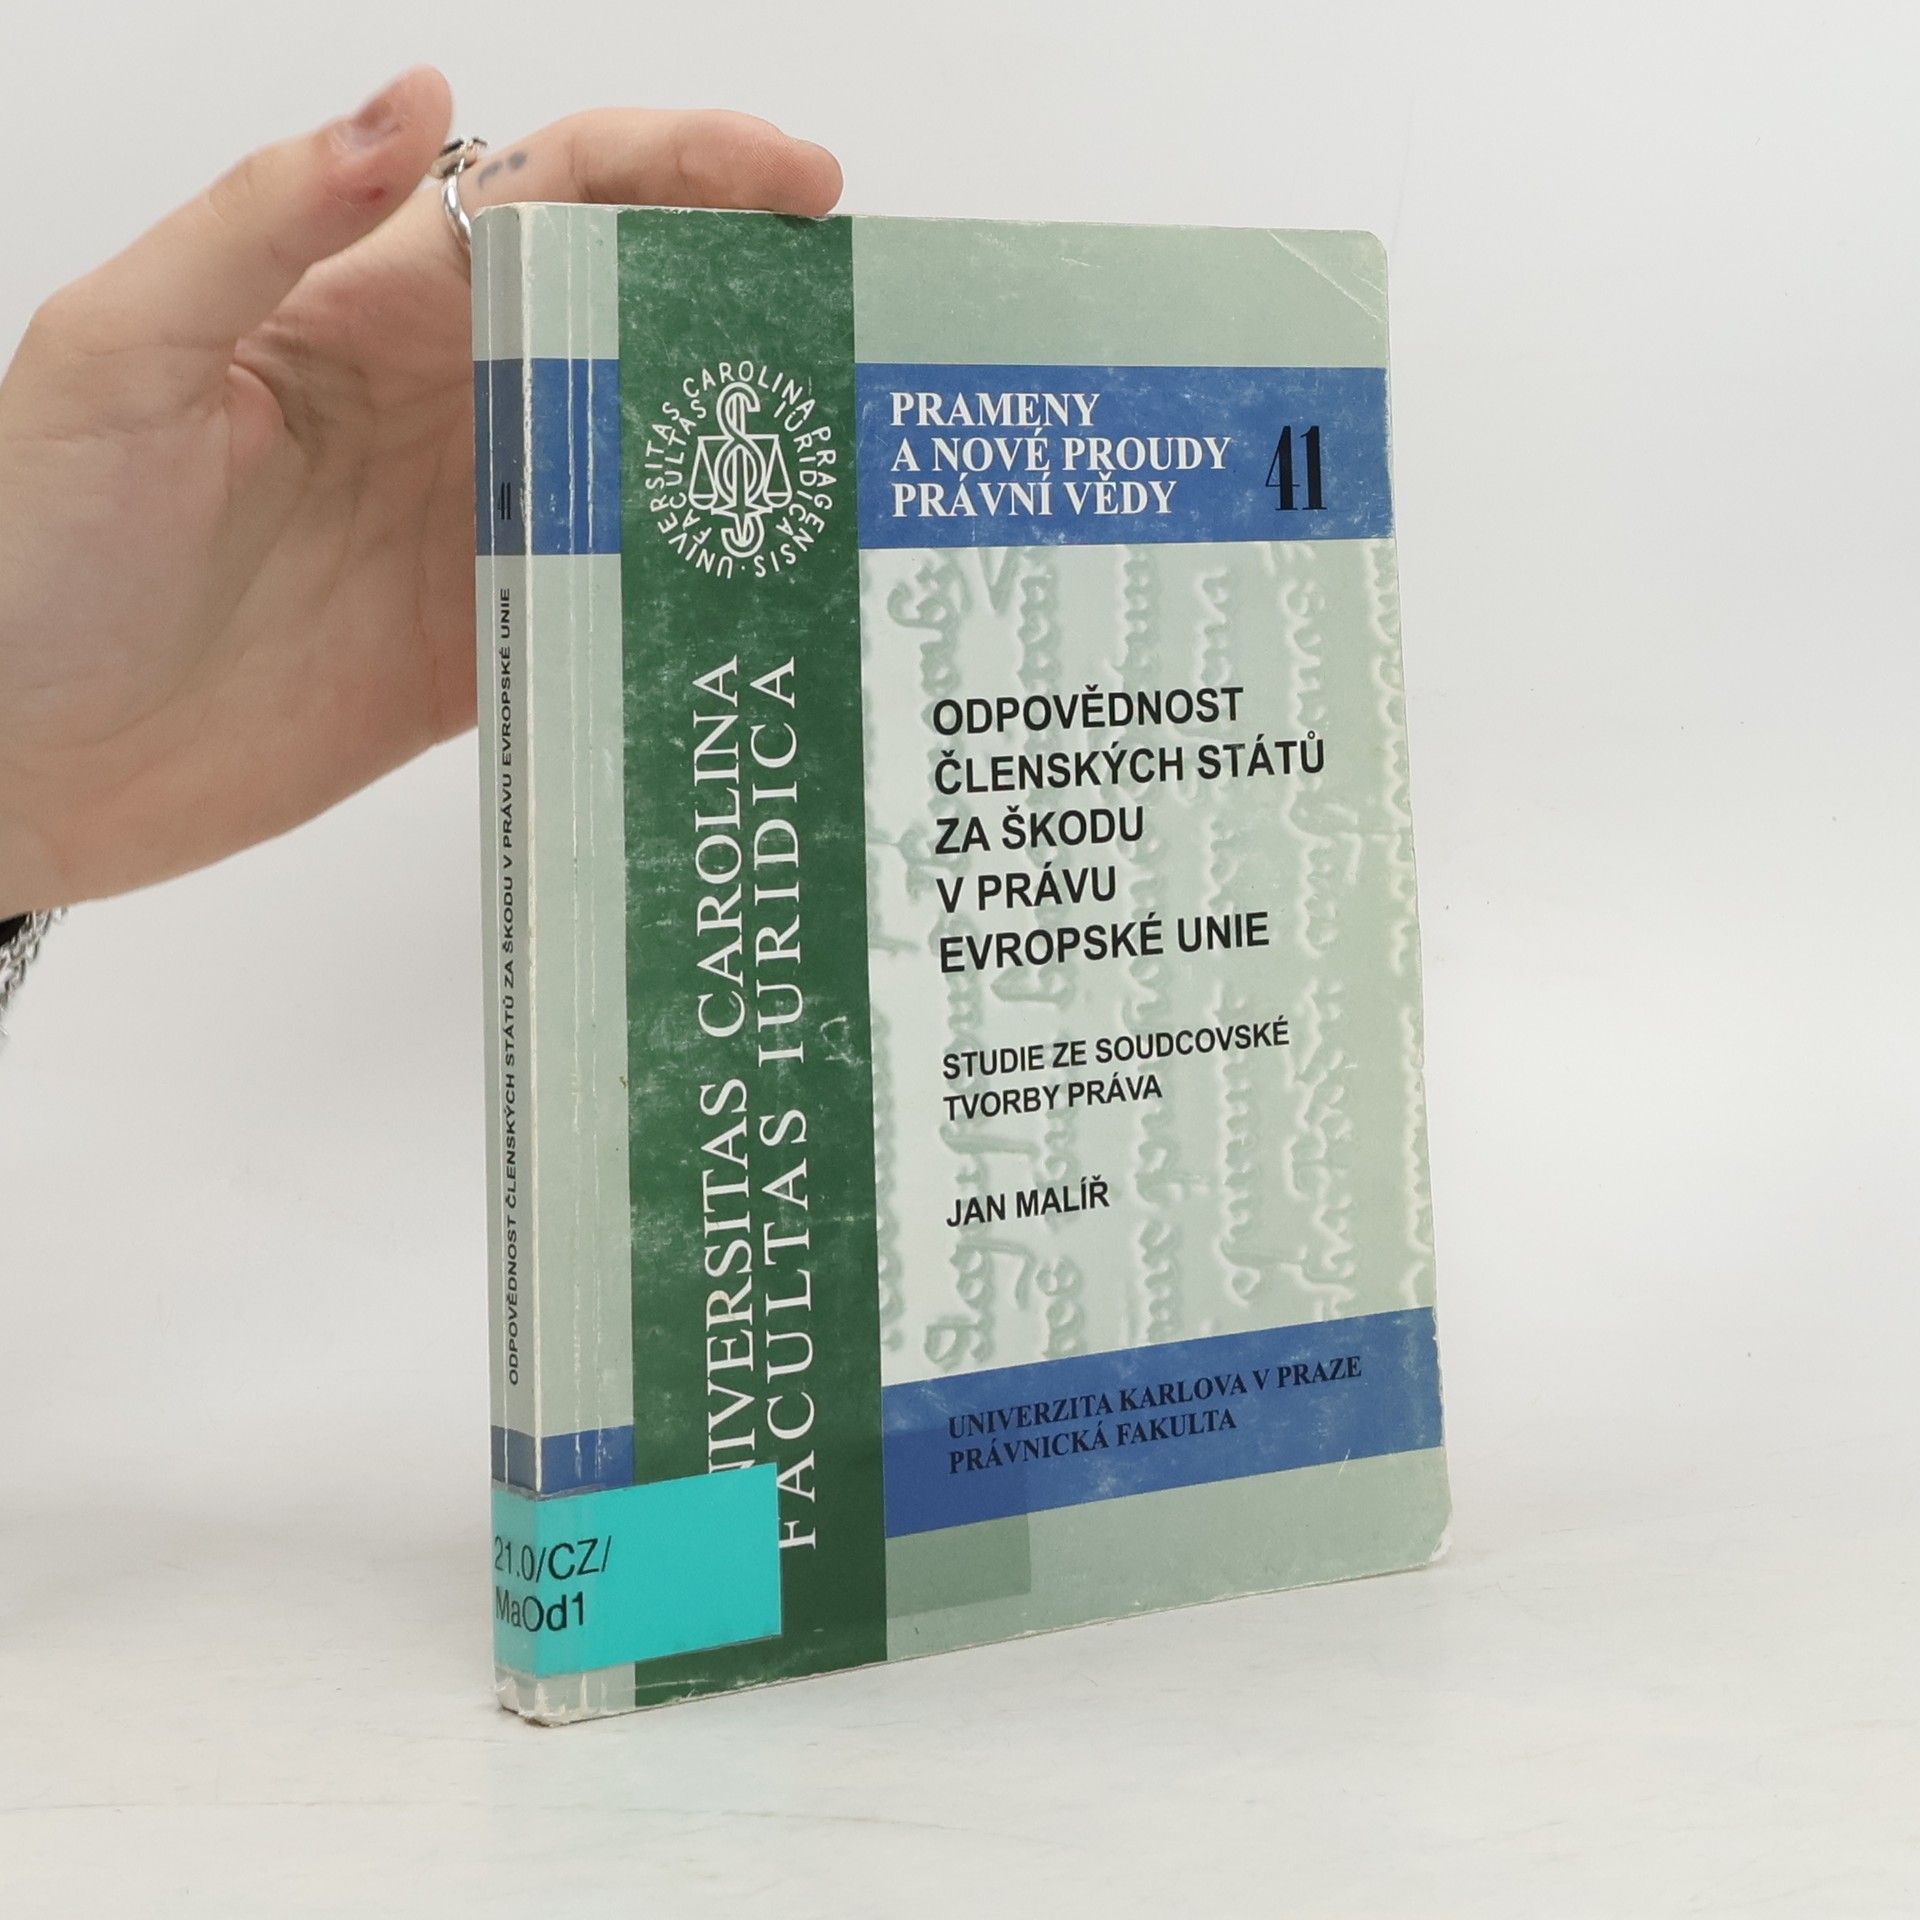 PRAMENY
A NOVÉ PROUDY
PRÁVNÍ VĚDY
41
UNIVERSITAS CAROLINA PRAGENSIS ·
FACULTAS IURIDICA
ODPOVĚDNOST
ČLENSKÝCH STÁTŮ
ZA ŠKODU
V PRÁVU
EVROPSKÉ UNIE
STUDIE ZE SOUDCOVSKÉ
TVORBY PRÁVA
JAN MALÍŘ
UNIVERZITA KARLOVA V PRAZE
PRÁVNICKÁ FAKULTA
NIVERSITAS CAROLINA
FACULTAS IURIDICA
41
ODPOVĚDNOST ČLENSKÝCH STÁTŮ ZA ŠKODU V PRÁVU EVROPSKÉ UNIE
21.0/CZ/
MaOd1